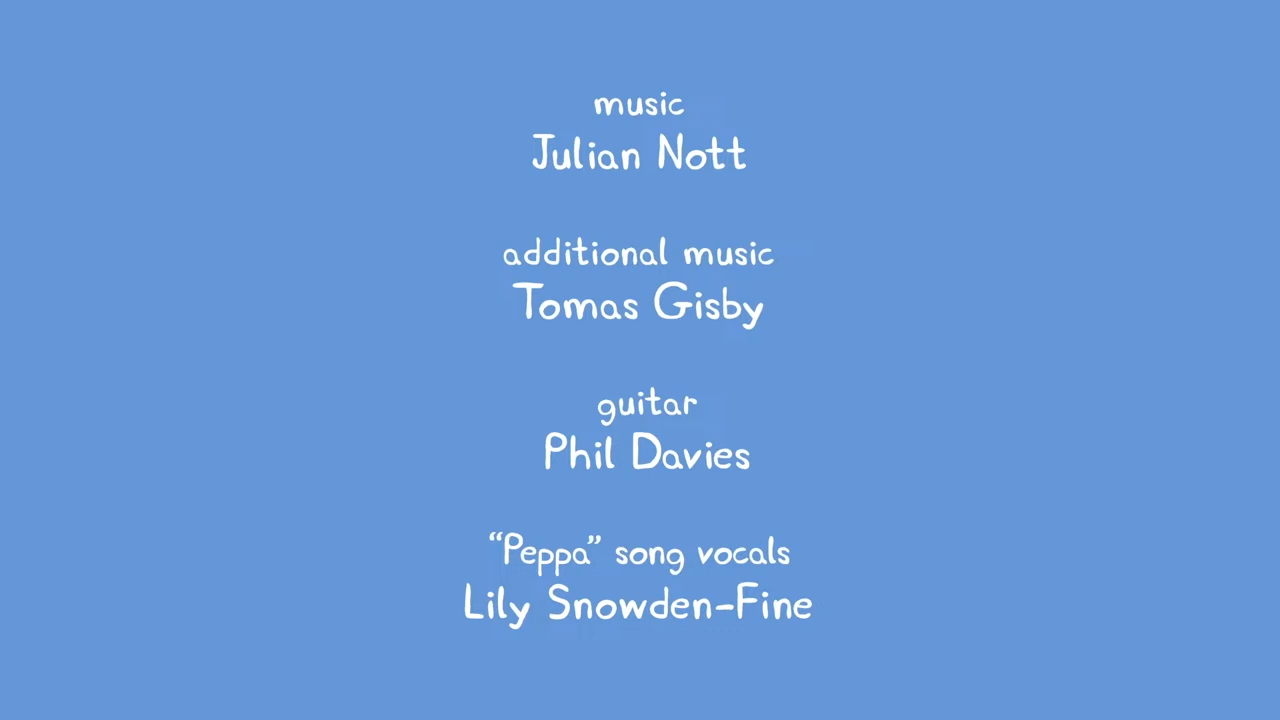 music
Julian Nott
additional music
Tomas Gisby
guitar
Phil Davies
“Peppa” song vocals
Lily Snowden-Fine